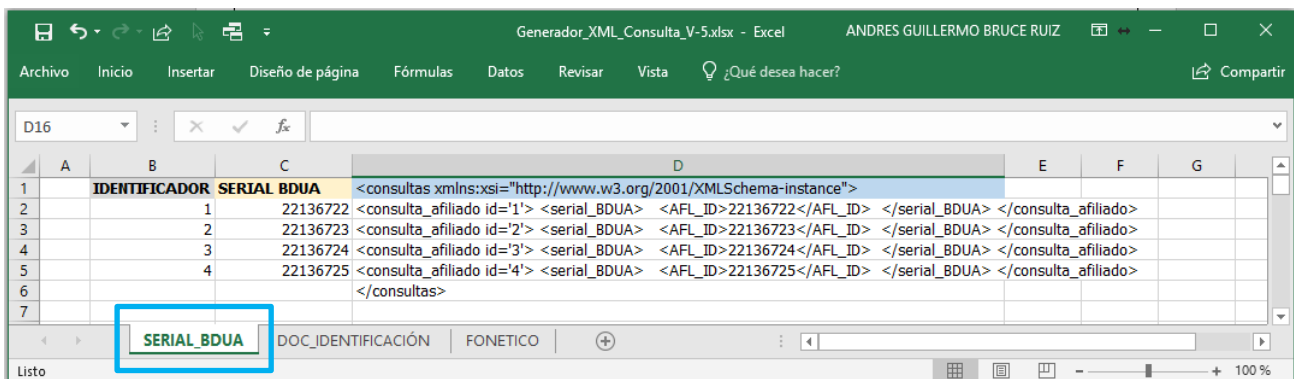 Generador_XML_Consulta_V-5.xlsx - Excel ANDRES GUILLERMO BRUCE RUIZ
Archivo Inicio Insertar Diseño de página Fórmulas Datos Revisar Vista ¿Qué desea hacer? Compartir
D16 fx
A B C D E F G
1 IDENTIFICADOR SERIAL BDUA <consultas xmlns:xsi="http://www.w3.org/2001/XMLSchema-instance">
2 1 22136722 <consulta_afiliado id='1'> <serial_BDUA> <AFL_ID>22136722</AFL_ID> </serial_BDUA> </consulta_afiliado>
3 2 22136723 <consulta_afiliado id='2'> <serial_BDUA> <AFL_ID>22136723</AFL_ID> </serial_BDUA> </consulta_afiliado>
4 3 22136724 <consulta_afiliado id='3'> <serial_BDUA> <AFL_ID>22136724</AFL_ID> </serial_BDUA> </consulta_afiliado>
5 4 22136725 <consulta_afiliado id='4'> <serial_BDUA> <AFL_ID>22136725</AFL_ID> </serial_BDUA> </consulta_afiliado>
6 </consultas>
7
SERIAL_BDUA DOC_IDENTIFICACIÓN FONETICO
Listo 100 %